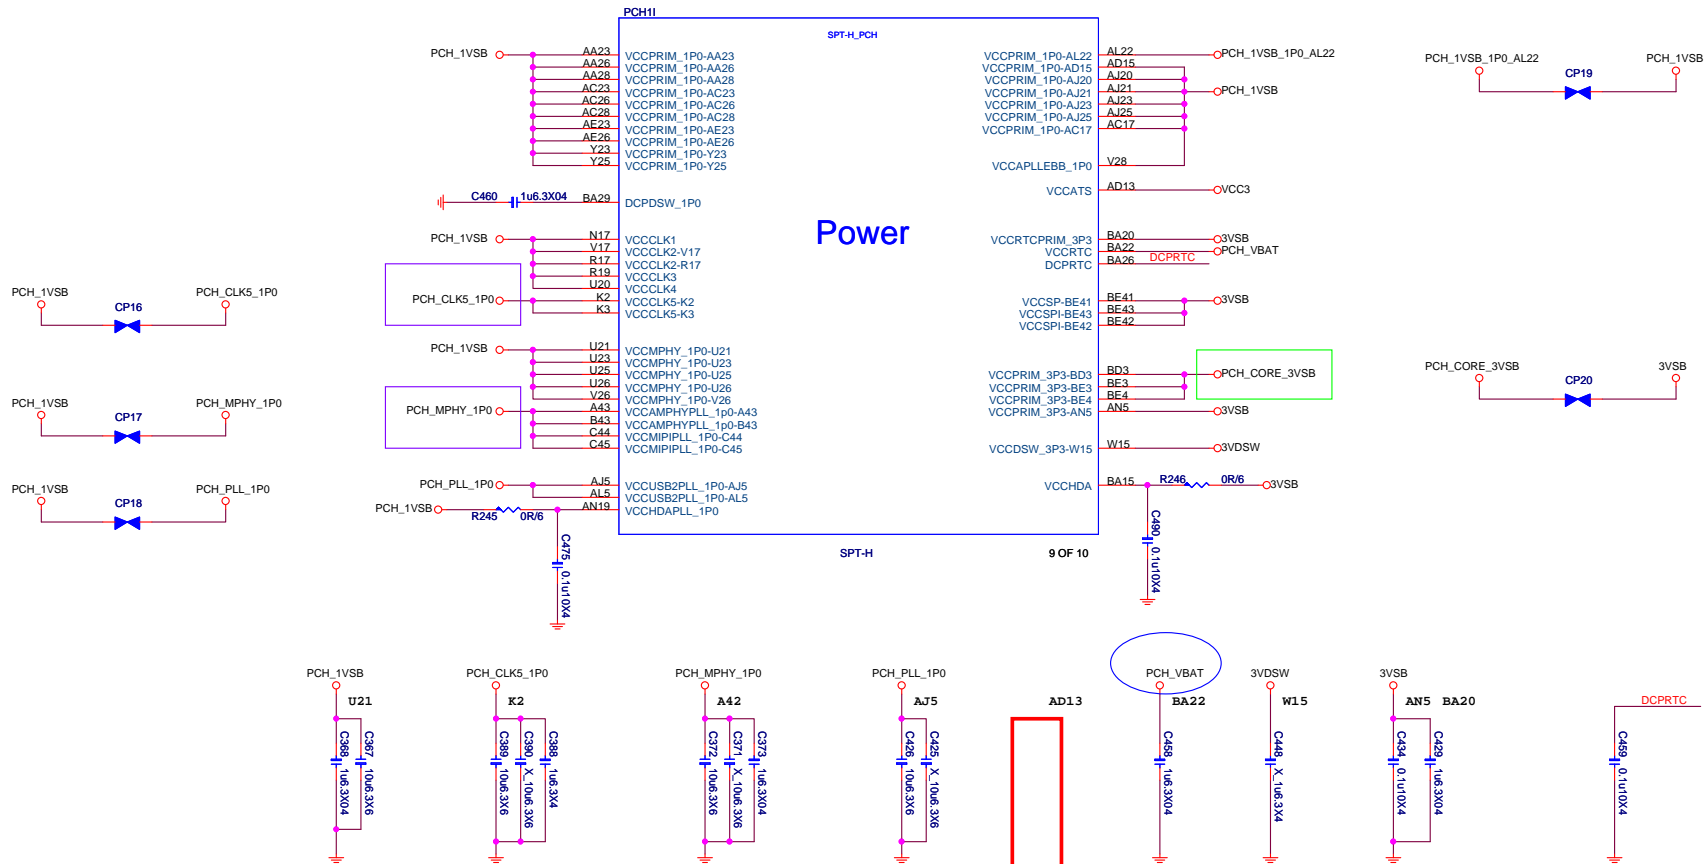 PCH1I
SPT-H_PCH
Power
PCH_1VSB
AA23 VCCPRIM_1P0-AA23
AA26 VCCPRIM_1P0-AA26
AA28 VCCPRIM_1P0-AA28
AC23 VCCPRIM_1P0-AC23
AC26 VCCPRIM_1P0-AC26
AC28 VCCPRIM_1P0-AC28
AE23 VCCPRIM_1P0-AE23
AE26 VCCPRIM_1P0-AE26
Y23 VCCPRIM_1P0-Y23
Y25 VCCPRIM_1P0-Y25
C460 1u6.3X04 BA29 DCPDSW_1P0
PCH_1VSB N17 VCCCLK1
V17 VCCCLK2-V17
R17 VCCCLK2-R17
R19 VCCCLK3
U20 VCCCLK4
PCH_CLK5_1P0 K2 VCCCLK5-K2
K3 VCCCLK5-K3
PCH_1VSB U21 VCCMPHY_1P0-U21
U23 VCCMPHY_1P0-U23
U25 VCCMPHY_1P0-U25
U26 VCCMPHY_1P0-U26
V26 VCCMPHY_1P0-V26
PCH_MPHY_1P0 A43 VCCAMPHYPLL_1p0-A43
B43 VCCAMPHYPLL_1p0-B43
C44 VCCMIPIPLL_1P0-C44
C45 VCCMIPIPLL_1P0-C45
PCH_PLL_1P0 AJ5 VCCUSB2PLL_1P0-AJ5
AL5 VCCUSB2PLL_1P0-AL5
PCH_1VSB R245 0R/6 AN19 VCCHDAPLL_1P0
C475 0.1u10X4
VCCPRIM_1P0-AL22 AL22 PCH_1VSB_1P0_AL22
VCCPRIM_1P0-AD15 AD15
VCCPRIM_1P0-AJ20 AJ20
VCCPRIM_1P0-AJ21 AJ21 PCH_1VSB
VCCPRIM_1P0-AJ23 AJ23
VCCPRIM_1P0-AJ25 AJ25
VCCPRIM_1P0-AC17 AC17
VCCAPLLEBB_1P0 V28
VCCATS AD13 VCC3
VCCRTCPRIM_3P3 BA20 3VSB
VCCRTC BA22 PCH_VBAT
DCPRTC BA26 DCPRTC
VCCSP-BE41 BE41 3VSB
VCCSPI-BE43 BE43
VCCSPI-BE42 BE42
VCCPRIM_3P3-BD3 BD3 PCH_CORE_3VSB
VCCPRIM_3P3-BE3 BE3
VCCPRIM_3P3-BE4 BE4
VCCPRIM_3P3-AN5 AN5 3VSB
VCCDSW_3P3-W15 W15 3VDSW
VCCHDA BA15 R246 0R/6 3VSB
C490 0.1u10X4
SPT-H
9 OF 10
PCH_1VSB CP16 PCH_CLK5_1P0
PCH_1VSB CP17 PCH_MPHY_1P0
PCH_1VSB CP18 PCH_PLL_1P0
PCH_1VSB_1P0_AL22 CP19 PCH_1VSB
PCH_CORE_3VSB CP20 3VSB
PCH_1VSB
U21
C368 1u6.3X04
C367 10u6.3X6
PCH_CLK5_1P0
K2
C389 10u6.3X6
C390 X_10u6.3X6
C388 1u6.3X4
PCH_MPHY_1P0
A42
C372 10u6.3X6
C371 X_10u6.3X6
C373 1u6.3X04
PCH_PLL_1P0
AJ5
C426 10u6.3X6
C425 X_10u6.3X6
AD13
PCH_VBAT
BA22
C458 1u6.3X04
3VDSW
W15
C448 X_1u6.3X4
3VSB
AN5 BA20
C434 0.1u10X4
C429 1u6.3X04
DCPRTC
C459 0.1u10X4